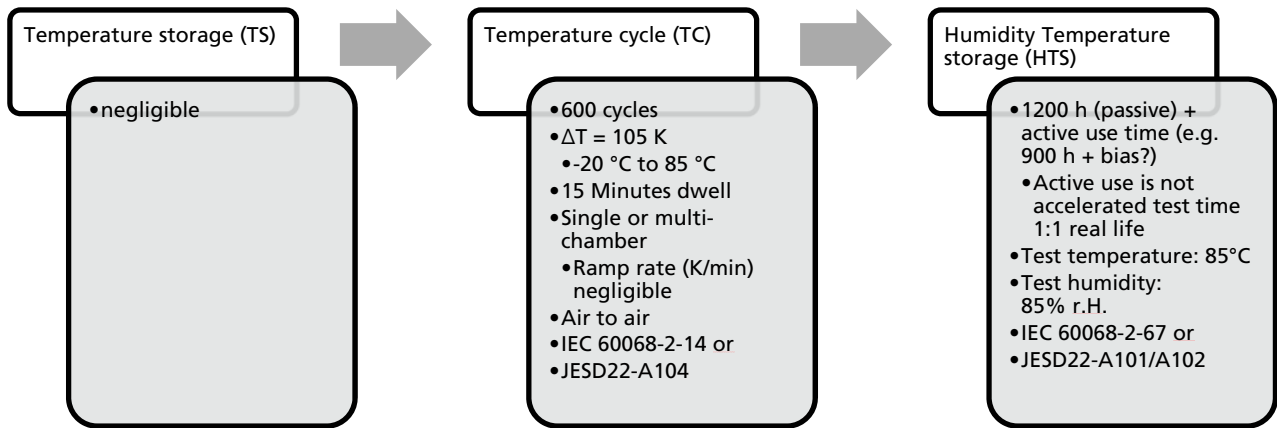 Temperature storage (TS)
•negligible
Temperature cycle (TC)
•600 cycles
•ΔT = 105 K
•-20 °C to 85 °C
•15 Minutes dwell
•Single or multi-
chamber
•Ramp rate (K/min)
negligible
•Air to air
•IEC 60068-2-14 or
•JESD22-A104
Humidity Temperature
storage (HTS)
•1200 h (passive) +
active use time (e.g.
900 h + bias?)
•Active use is not
accelerated test time
1:1 real life
•Test temperature: 85°C
•Test humidity:
85% r.H.
•IEC 60068-2-67 or
•JESD22-A101/A102